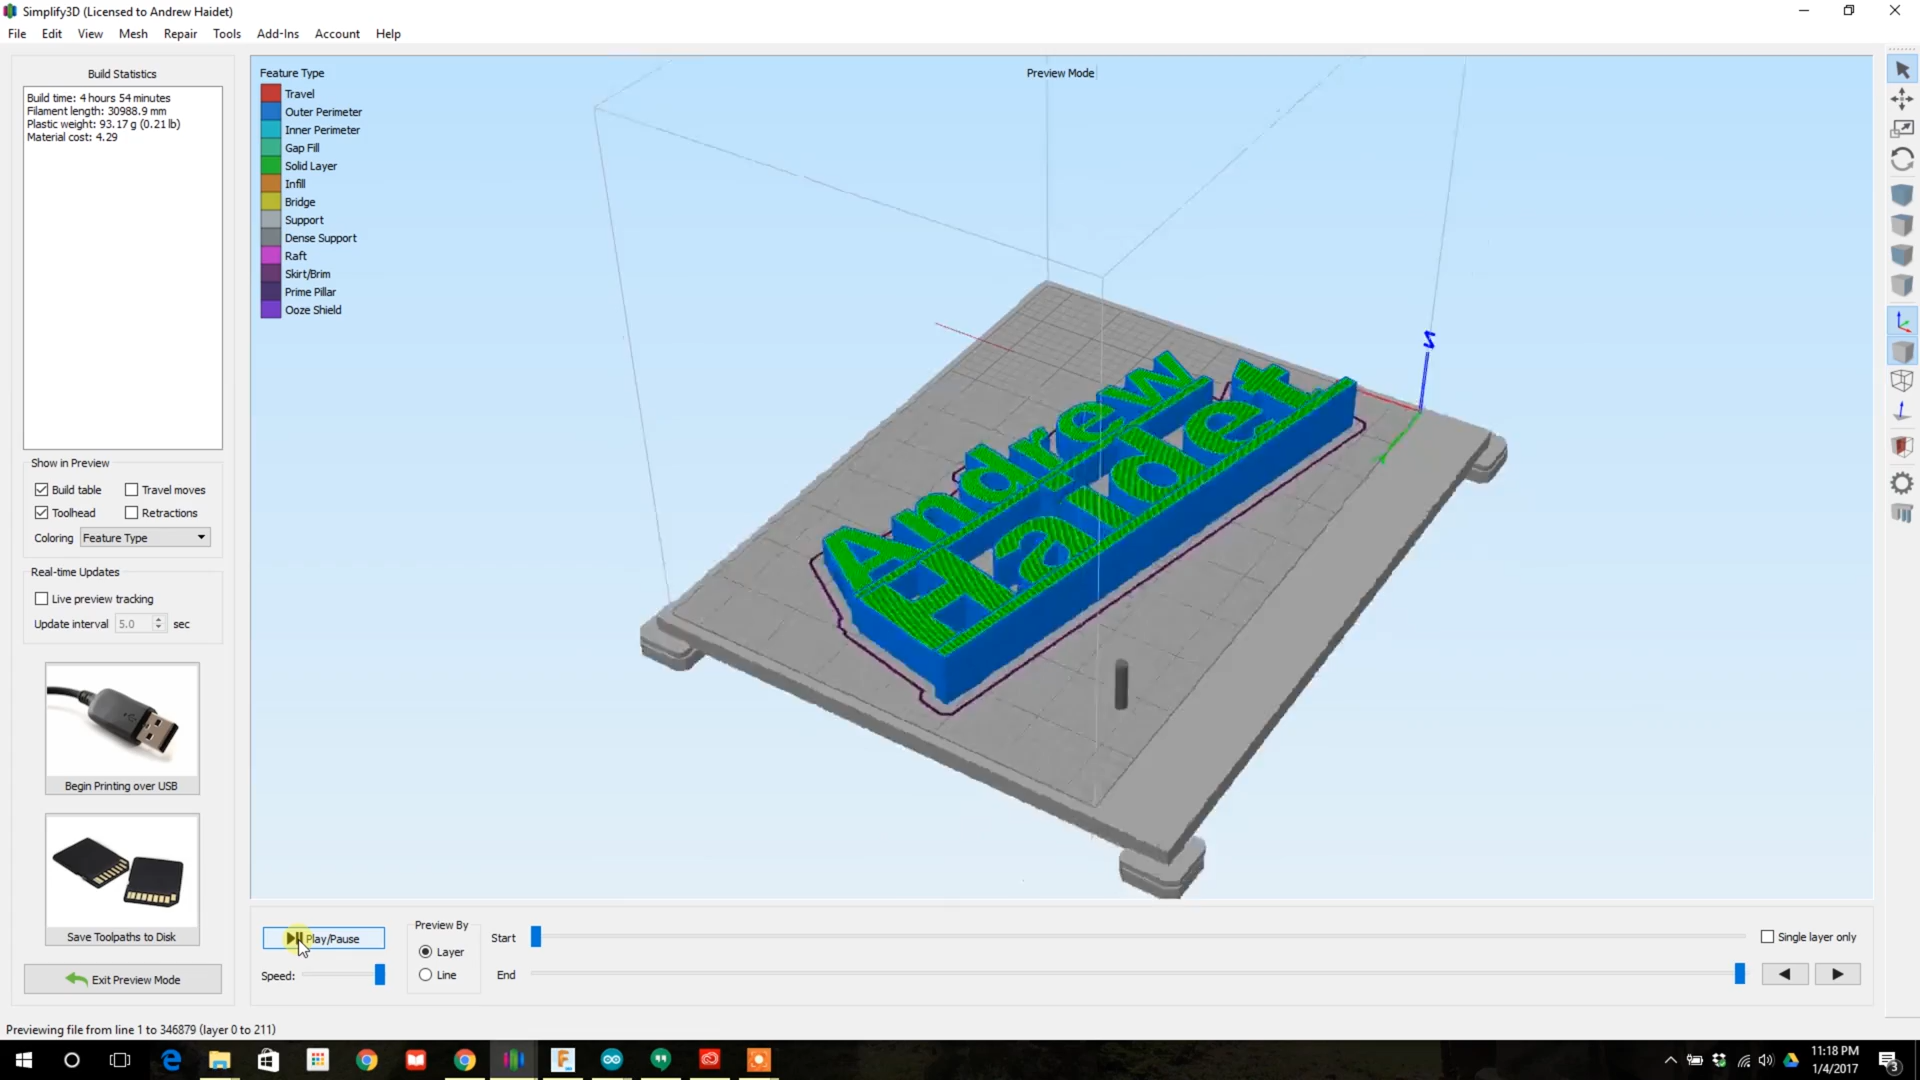 Simplify3D (Licensed to Andrew Haidet)
File Edit View Mesh Repair Tools Add-Ins Account Help
Build Statistics
Build time: 4 hours 54 minutes
Filament length: 30988.9 mm
Plastic weight: 93.17 g (0.21 lb)
Material cost: 4.29
Show in Preview
Build table Travel moves
Toolhead Retractions
Coloring Feature Type
Real-time Updates
Live preview tracking
Update interval 5.0 sec
Begin Printing over USB
Save Toolpaths to Disk
Exit Preview Mode
Feature Type
Travel
Outer Perimeter
Inner Perimeter
Gap Fill
Solid Layer
Infill
Bridge
Support
Dense Support
Raft
Skirt/Brim
Prime Pillar
Ooze Shield
Preview Mode
Z
Andrew
Haidet
Play/Pause
Speed:
Preview By
Layer
Line
Start
End
Single layer only
Previewing file from line 1 to 346879 (layer 0 to 211)
11:18 PM
1/4/2017
3